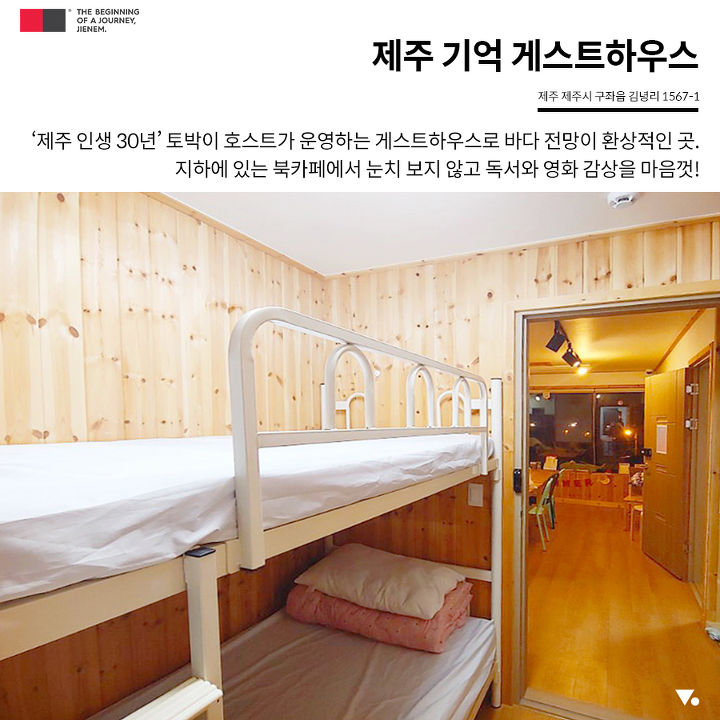 THE BEGINNING
OF A JOURNEY,
JIENEM.
제주 기억 게스트하우스
제주 제주시 구좌읍 김녕리 1567-1
‘제주 인생 30년’ 토박이 호스트가 운영하는 게스트하우스로 바다 전망이 환상적인 곳.
지하에 있는 북카페에서 눈치 보지 않고 독서와 영화 감상을 마음껏!